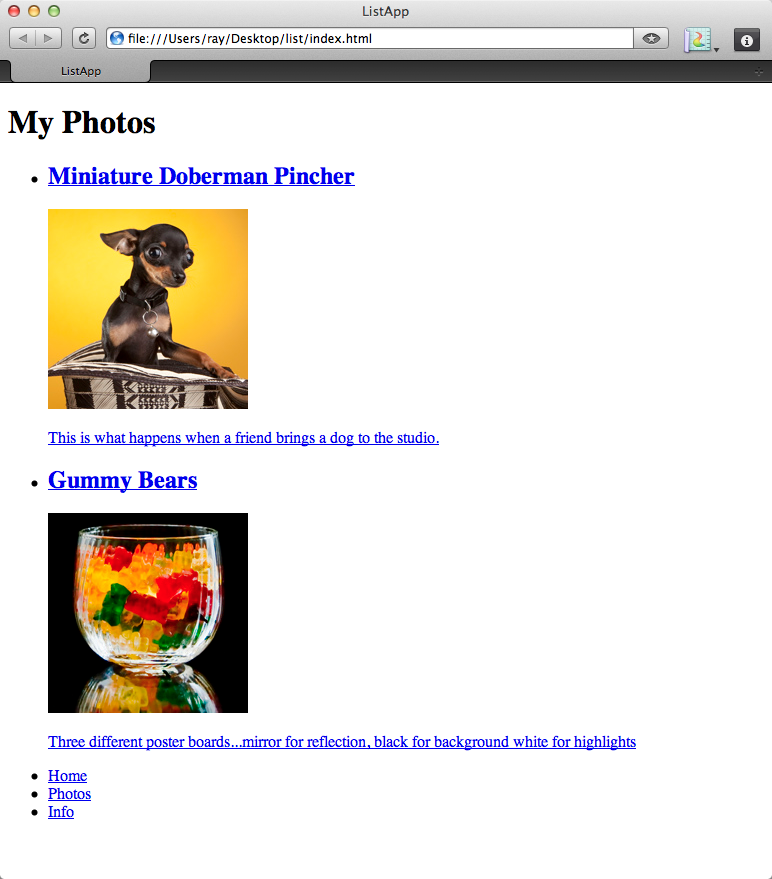 ListApp
file:///Users/ray/Desktop/list/index.html
ListApp
My Photos
Miniature Doberman Pincher
This is what happens when a friend brings a dog to the studio.
Gummy Bears
Three different poster boards...mirror for reflection, black for background white for highlights
Home
Photos
Info